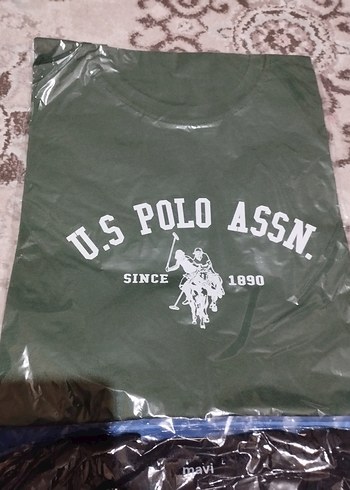 U.S POLO ASSN.
SINCE 1890
mavi